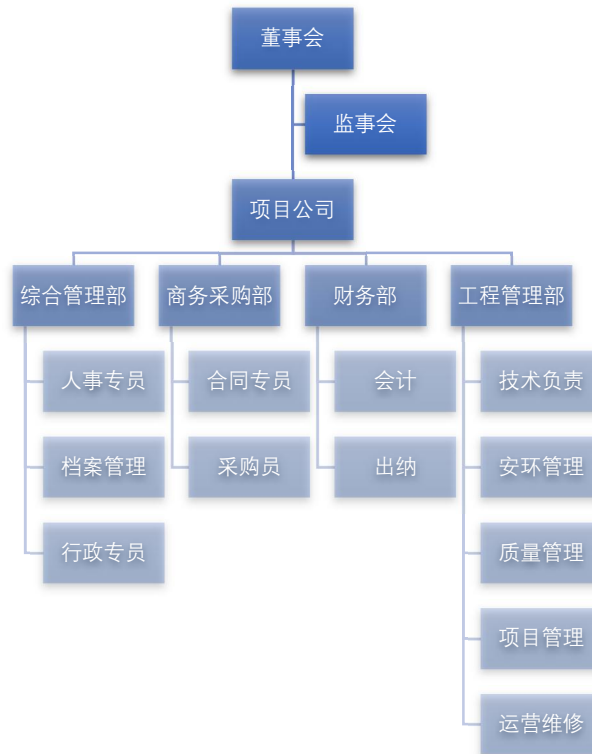 董事会
监事会
项目公司
综合管理部
商务采购部
财务部
工程管理部
人事专员
合同专员
会计
技术负责
档案管理
采购员
出纳
安环管理
行政专员
质量管理
项目管理
运营维修